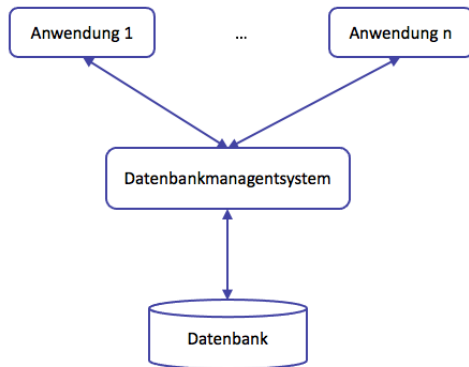 Anwendung 1
...
Anwendung n
Datenbankmanagentsystem
Datenbank